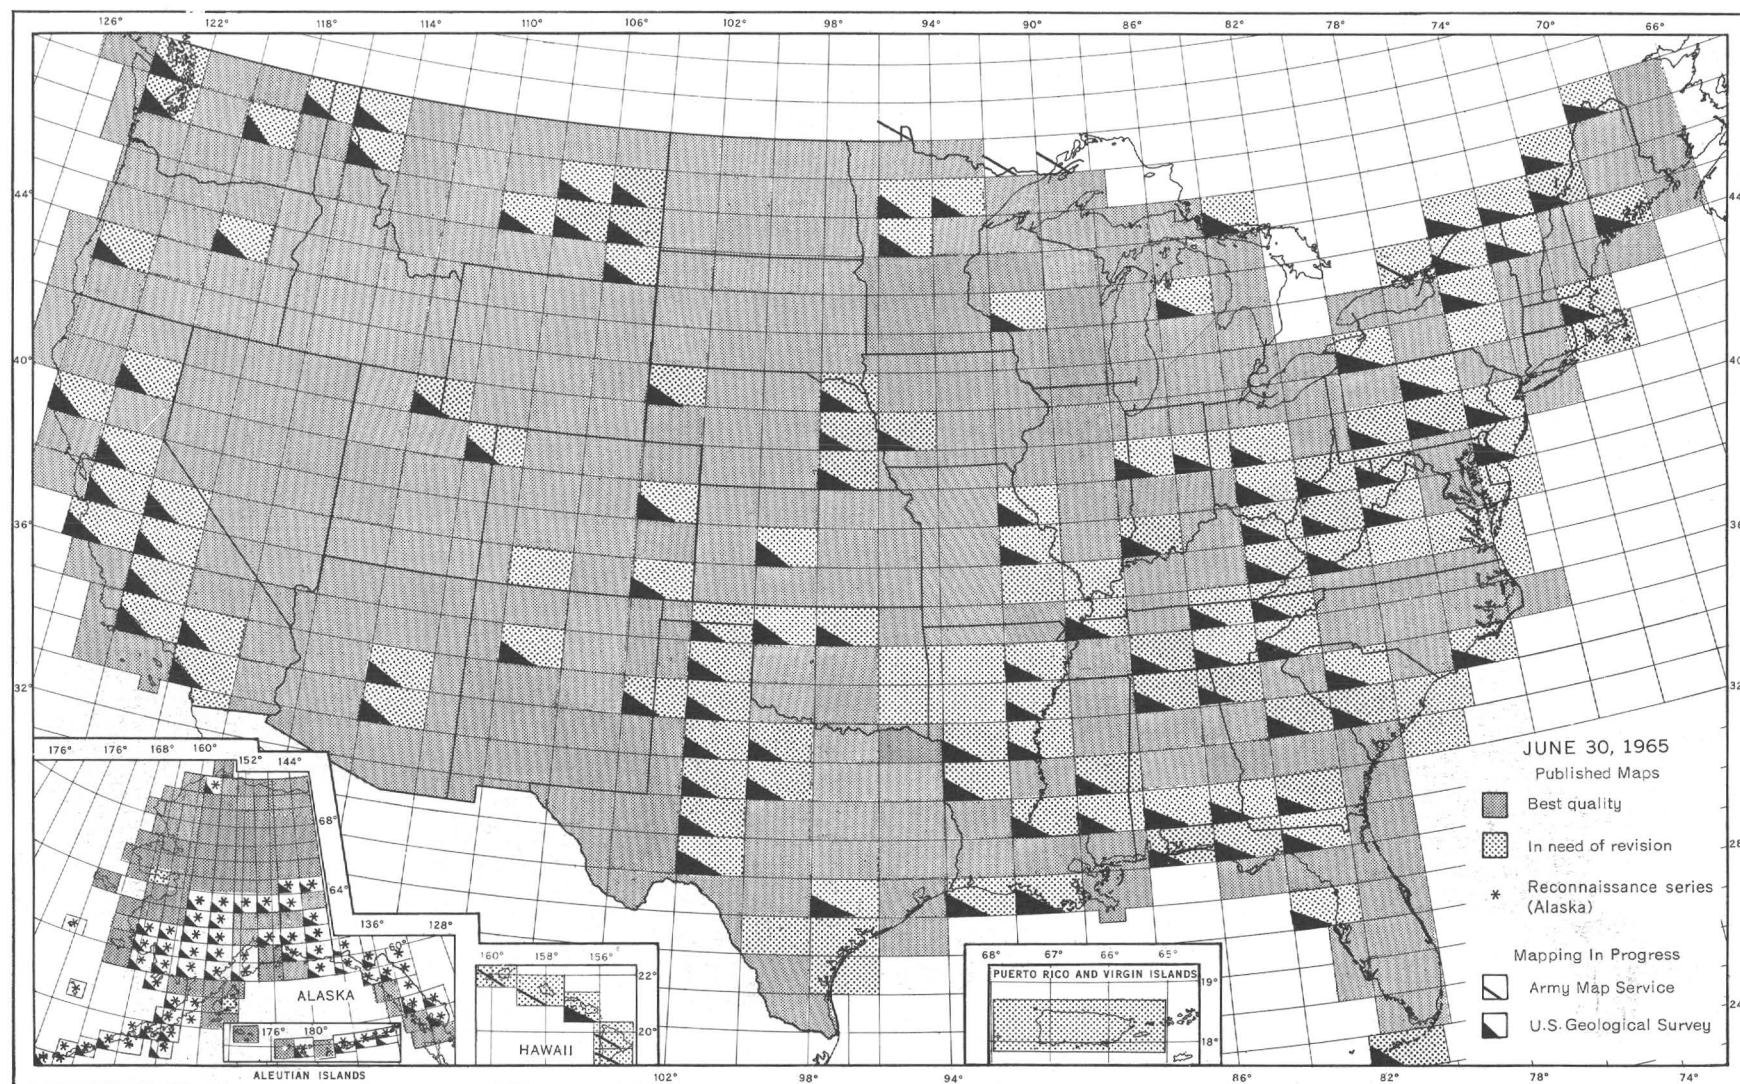 126° 122° 118° 114° 110° 106° 102° 98° 94° 90° 86° 82° 78° 74° 70° 66°
44° 44°
40° 40
36° 36
32° 32
JUNE 30, 1965
Published Maps
Best quality
In need of revision
28
Reconnaissance series
(Alaska)
Mapping In Progress
Army Map Service
24
U.S. Geological Survey
176° 176° 168° 160°
152° 144°
68°
64°
136° 128°
60°
ALASKA
176° 180°
ALEUTIAN ISLANDS
160° 158° 156°
22°
20°
HAWAII
68° 67° 66° 65°
PUERTO RICO AND VIRGIN ISLANDS
19°
18°
102° 98° 94° 86° 82° 78° 74°